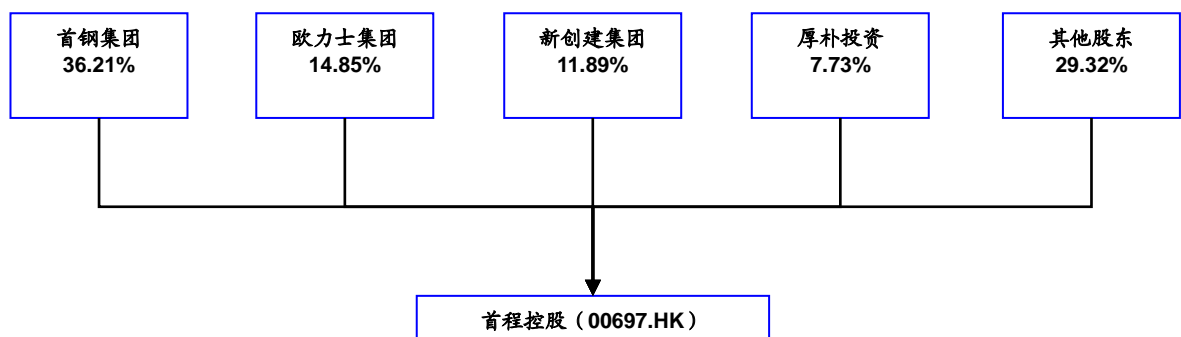 首钢集团
36.21%
欧力士集团
14.85%
新创建集团
11.89%
厚朴投资
7.73%
其他股东
29.32%
首程控股（00697.HK）